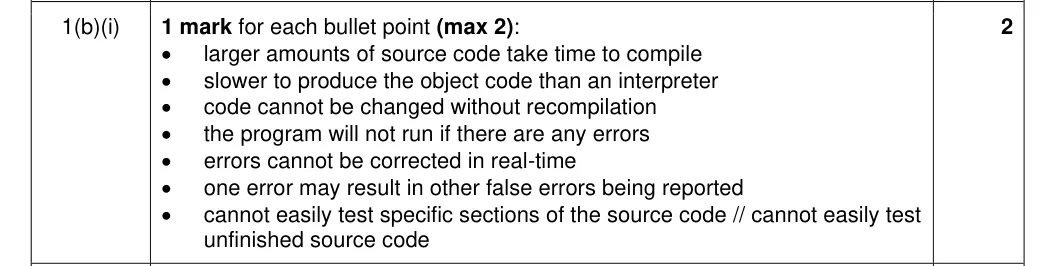 1(b)(i) 1 mark for each bullet point (max 2): 2
• larger amounts of source code take time to compile
• slower to produce the object code than an interpreter
• code cannot be changed without recompilation
• the program will not run if there are any errors
• errors cannot be corrected in real-time
• one error may result in other false errors being reported
• cannot easily test specific sections of the source code // cannot easily test
unfinished source code